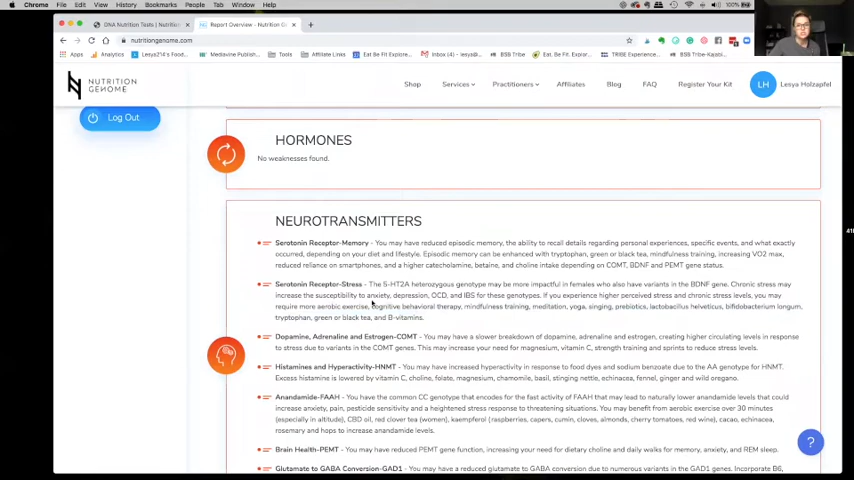 Chrome File Edit View History Bookmarks People Tab Window Help 100%
DNA Nutrition Tests | Nutrition
Report Overview - Nutrition G
nutritiongenome.com
Apps Analytics Lesya214's Food... Mediavine Publish... Tools Affiliate Links Eat Be Fit Explore... Inbox (4) - lesya@... BSS Tribe Eat Be Fit. Explor... TRIBE Experience... BSS Tribe-Kajabi...
NUTRITION
GENOME
Shop Services Practitioners Affiliates Blog FAQ Register Your Kit LH Lesya Holzapfel
Log Out
HORMONES
No weaknesses found.
NEUROTRANSMITTERS
Serotonin Receptor-Memory - You may have reduced episodic memory, the ability to recall details regarding personal experiences, specific events, and what exactly
occurred, depending on your diet and lifestyle. Episodic memory can be enhanced with tryptophan, green or black tea, mindfulness training, increasing VO2 max,
reduced reliance on smartphones, and a higher catecholamine, betaine, and choline intake depending on COMT, BDNF and PEMT gene status.
Serotonin Receptor-Stress - The 5-HT2A heterozygous genotype may be more impactful in females who also have variants in the BDNF gene. Chronic stress may
increase the susceptibility to anxiety, depression, OCD, and IBS for these genotypes. If you experience higher perceived stress and chronic stress levels, you may
require more aerobic exercise, cognitive behavioral therapy, mindfulness training, meditation, yoga, singing, prebiotics, lactobacillus helveticus, bifidobacterium longum,
tryptophan, green or black tea, and B-vitamins.
Dopamine, Adrenaline and Estrogen-COMT - You may have a slower breakdown of dopamine, adrenaline and estrogen, creating higher circulating levels in response
to stress due to variants in the COMT genes. This may increase your need for magnesium, vitamin C, strength training and sprints to reduce stress levels.
Histamines and Hyperactivity-HNMT - You may have increased hyperactivity in response to food dyes and sodium benzoate due to the AA genotype for HNMT.
Excess histamine is lowered by vitamin C, choline, folate, magnesium, chamomile, basil, stinging nettle, echinacea, fennel, ginger and wild oregano.
Anandamide-FAAH - You have the common CC genotype that encodes for the fast activity of FAAH that may lead to naturally lower anandamide levels that could
increase anxiety, pain, pesticide sensitivity and a heightened stress response to threatening situations. You may benefit from aerobic exercise over 30 minutes
(especially in altitude), CBD oil, red clover tea (women), kaempferol (raspberries, capers, cumin, cloves, almonds, cherry tomatoes, red wine), cacao, echinacea,
rosemary and hops to increase anandamide levels.
Brain Health-PEMT - You may have reduced PEMT gene function, increasing your need for dietary choline and daily walks for memory, anxiety, and REM sleep.
Glutamate to GABA Conversion-GAD1 - You may have a reduced glutamate to GABA conversion due to numerous variants in the GAD1 genes. Incorporate B6,